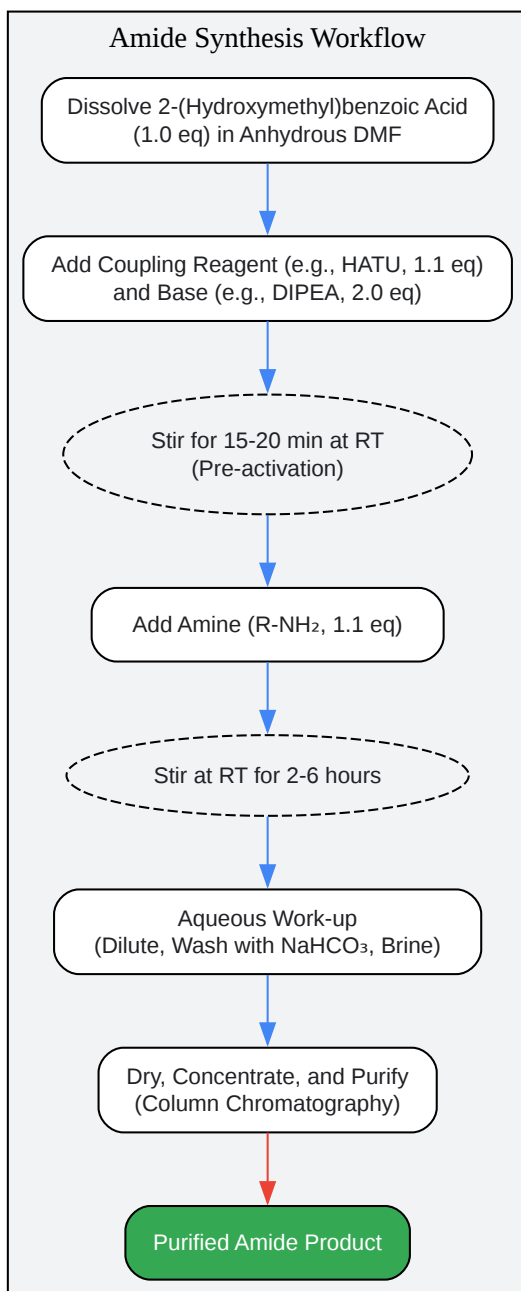 Amide Synthesis Workflow
Dissolve 2-(Hydroxymethyl)benzoic Acid
(1.0 eq) in Anhydrous DMF
Add Coupling Reagent (e.g., HATU, 1.1 eq)
and Base (e.g., DIPEA, 2.0 eq)
Stir for 15-20 min at RT
(Pre-activation)
Add Amine (R-NH₂, 1.1 eq)
Stir at RT for 2-6 hours
Aqueous Work-up
(Dilute, Wash with NaHCO₃, Brine)
Dry, Concentrate, and Purify
(Column Chromatography)
Purified Amide Product